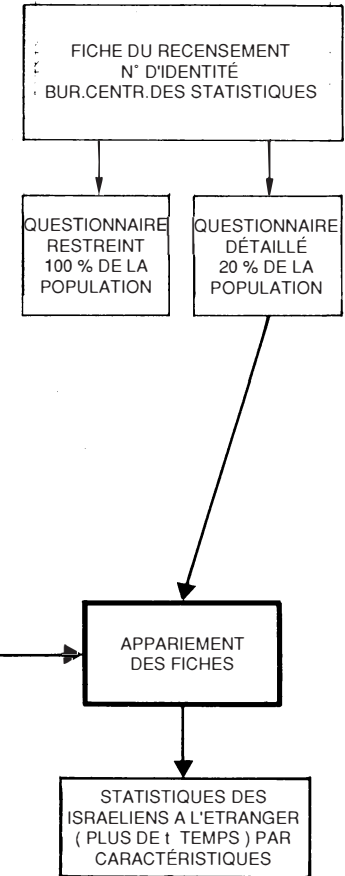 FICHE DU RECENSEMENT
N° D'IDENTITÉ
BUR.CENTR.DES STATISTIQUES
QUESTIONNAIRE
RESTREINT
100 % DE LA
POPULATION
QUESTIONNAIRE
DÉTAILLÉ
20 % DE LA
POPULATION
APPARIEMENT
DES FICHES
STATISTIQUES DES
ISRAELIENS A L'ETRANGER
( PLUS DE t TEMPS ) PAR
CARACTÉRISTIQUES